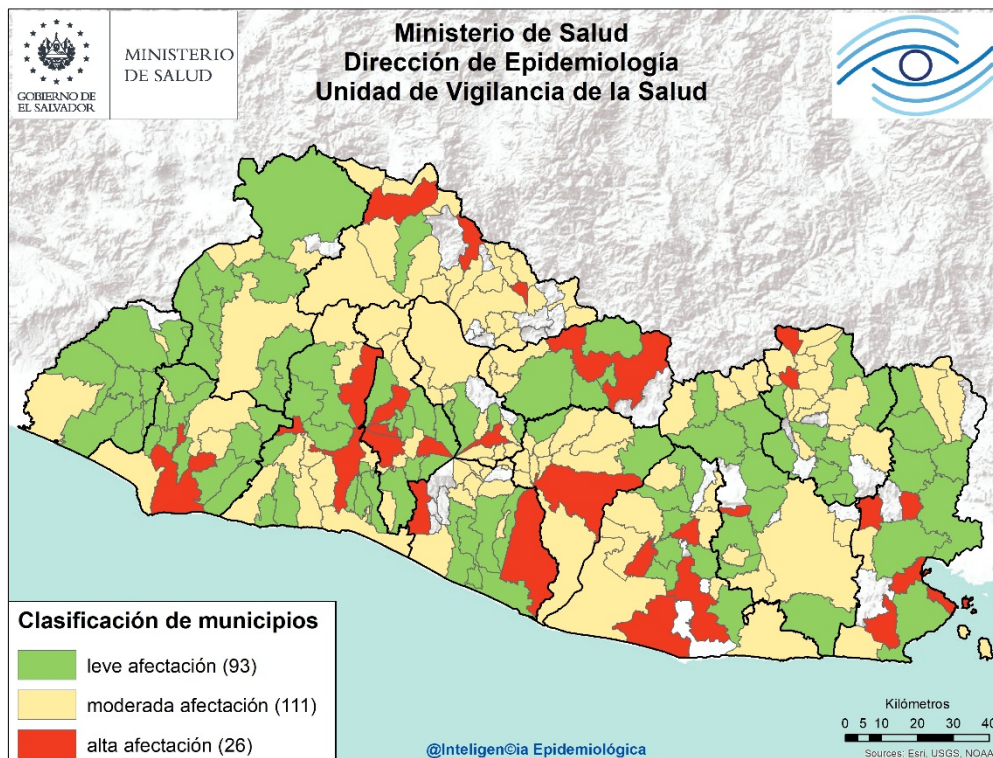 GOBIERNO DE
EL SALVADOR
MINISTERIO
DE SALUD
Ministerio de Salud
Dirección de Epidemiología
Unidad de Vigilancia de la Salud
Clasificación de municipios
leve afectación (93)
moderada afectación (111)
alta afectación (26)
@Inteligen©ia Epidemiológica
Kilómetros
0 5 10 20 30 40
Sources: Esri, USGS, NOAA